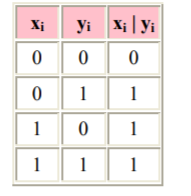 xi yi xi | yi
0 0 0
0 1 1
1 0 1
1 1 1